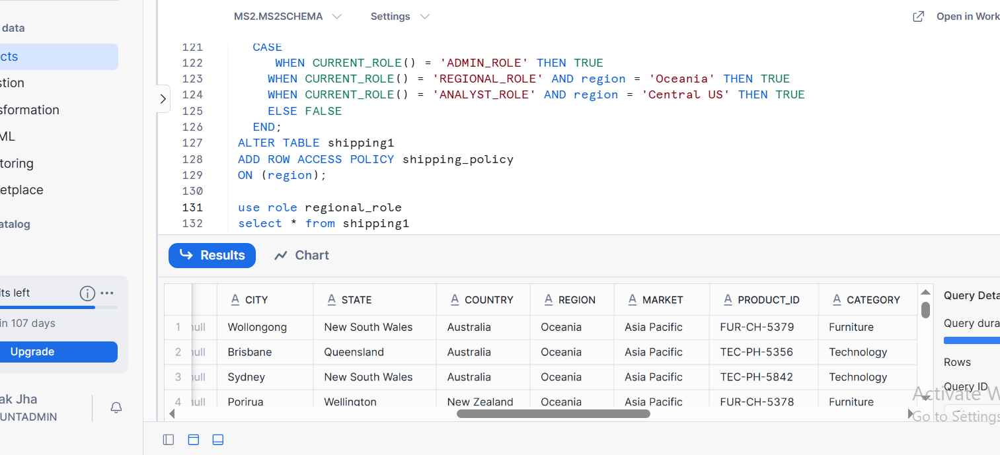 MS2.MS2SCHEMA Settings Open in Work
data
cts
stion
sformation
ML
toring
etplace
atalog
its left
in 107 days
Upgrade
ak Jha
UNTADMIN
121 CASE
122 WHEN CURRENT_ROLE() = 'ADMIN_ROLE' THEN TRUE
123 WHEN CURRENT_ROLE() = 'REGIONAL_ROLE' AND region = 'Oceania' THEN TRUE
124 WHEN CURRENT_ROLE() = 'ANALYST_ROLE' AND region = 'Central US' THEN TRUE
125 ELSE FALSE
126 END;
127 ALTER TABLE shipping1
128 ADD ROW ACCESS POLICY shipping_policy
129 ON (region);
130
131 use role regional_role
132 select * from shipping1
Results Chart
A CITY A STATE A COUNTRY A REGION A MARKET A PRODUCT_ID A CATEGORY
1 null Wollongong New South Wales Australia Oceania Asia Pacific FUR-CH-5379 Furniture
2 null Brisbane Queensland Australia Oceania Asia Pacific TEC-PH-5356 Technology
3 null Sydney New South Wales Australia Oceania Asia Pacific TEC-PH-5842 Technology
4 null Porirua Wellington New Zealand Oceania Asia Pacific FUR-CH-5378 Furniture
Query Deta
Query dura
Rows
Query ID
Activate W
Go to Settings